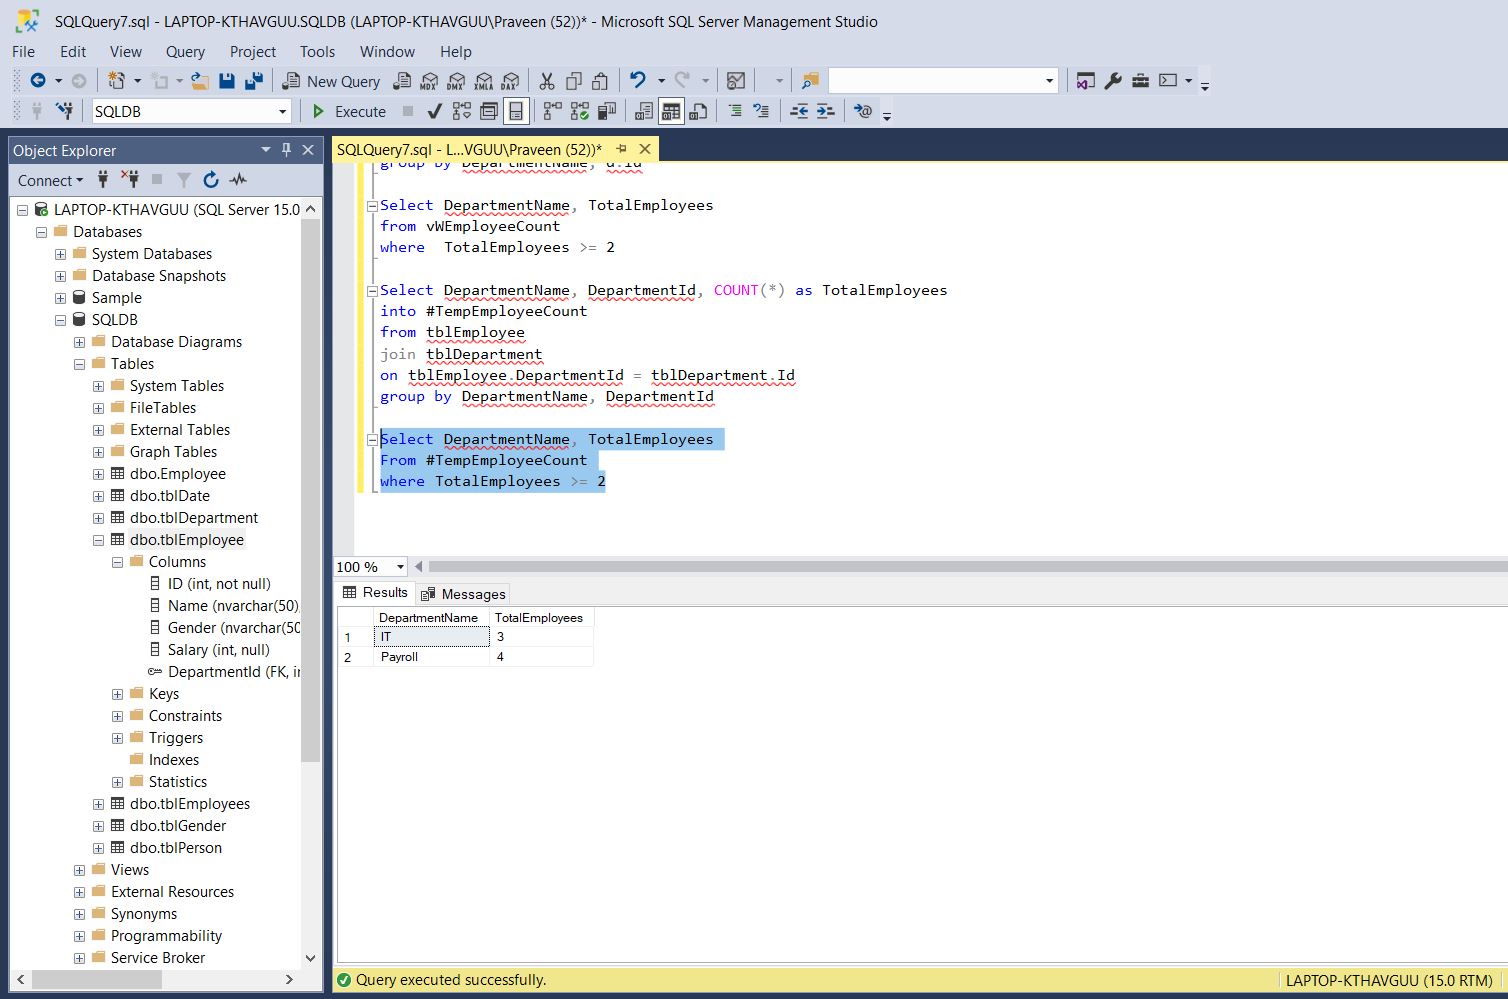 SQLQuery7.sql - LAPTOP-KTHAVGUU.SQLDB (LAPTOP-KTHAVGUU\Praveen (52))* - Microsoft SQL Server Management Studio
File Edit View Query Project Tools Window Help
New Query MDX DMX XMLA DAX
SQLDB Execute
Object Explorer
Connect
LAPTOP-KTHAVGUU (SQL Server 15.0
Databases
System Databases
Database Snapshots
Sample
SQLDB
Database Diagrams
Tables
System Tables
FileTables
External Tables
Graph Tables
dbo.Employee
dbo.tblDate
dbo.tblDepartment
dbo.tblEmployee
Columns
ID (int, not null)
Name (nvarchar(50),
Gender (nvarchar(50
Salary (int, null)
DepartmentId (FK, i
Keys
Constraints
Triggers
Indexes
Statistics
dbo.tblEmployees
dbo.tblGender
dbo.tblPerson
Views
External Resources
Synonyms
Programmability
Service Broker
SQLQuery7.sql - L...VGUU\Praveen (52))*
group by DepartmentName, d.Id
Select DepartmentName, TotalEmployees
from vWEmployeeCount
where  TotalEmployees >= 2
Select DepartmentName, DepartmentId, COUNT(*) as TotalEmployees
into #TempEmployeeCount
from tblEmployee
join tblDepartment
on tblEmployee.DepartmentId = tblDepartment.Id
group by DepartmentName, DepartmentId
Select DepartmentName, TotalEmployees
From #TempEmployeeCount
where TotalEmployees >= 2
100 %
Results Messages
DepartmentName TotalEmployees
1 IT 3
2 Payroll 4
Query executed successfully.
LAPTOP-KTHAVGUU (15.0 RTM)